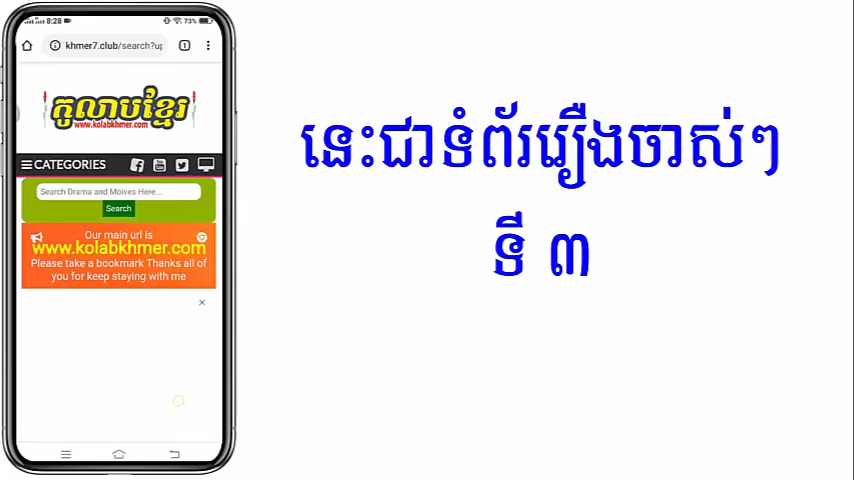 8:28
73%
khmer7.club/search?up
1
កូលាបខ្មែរ
www.kolabkhmer.com
CATEGORIES
Search Drama and Moives Here...
Search
Our main url is
www.kolabkhmer.com
Please take a bookmark Thanks all of
you for keep staying with me
នេះជាទំព័ររឿងចាស់ៗ
ទី ៣